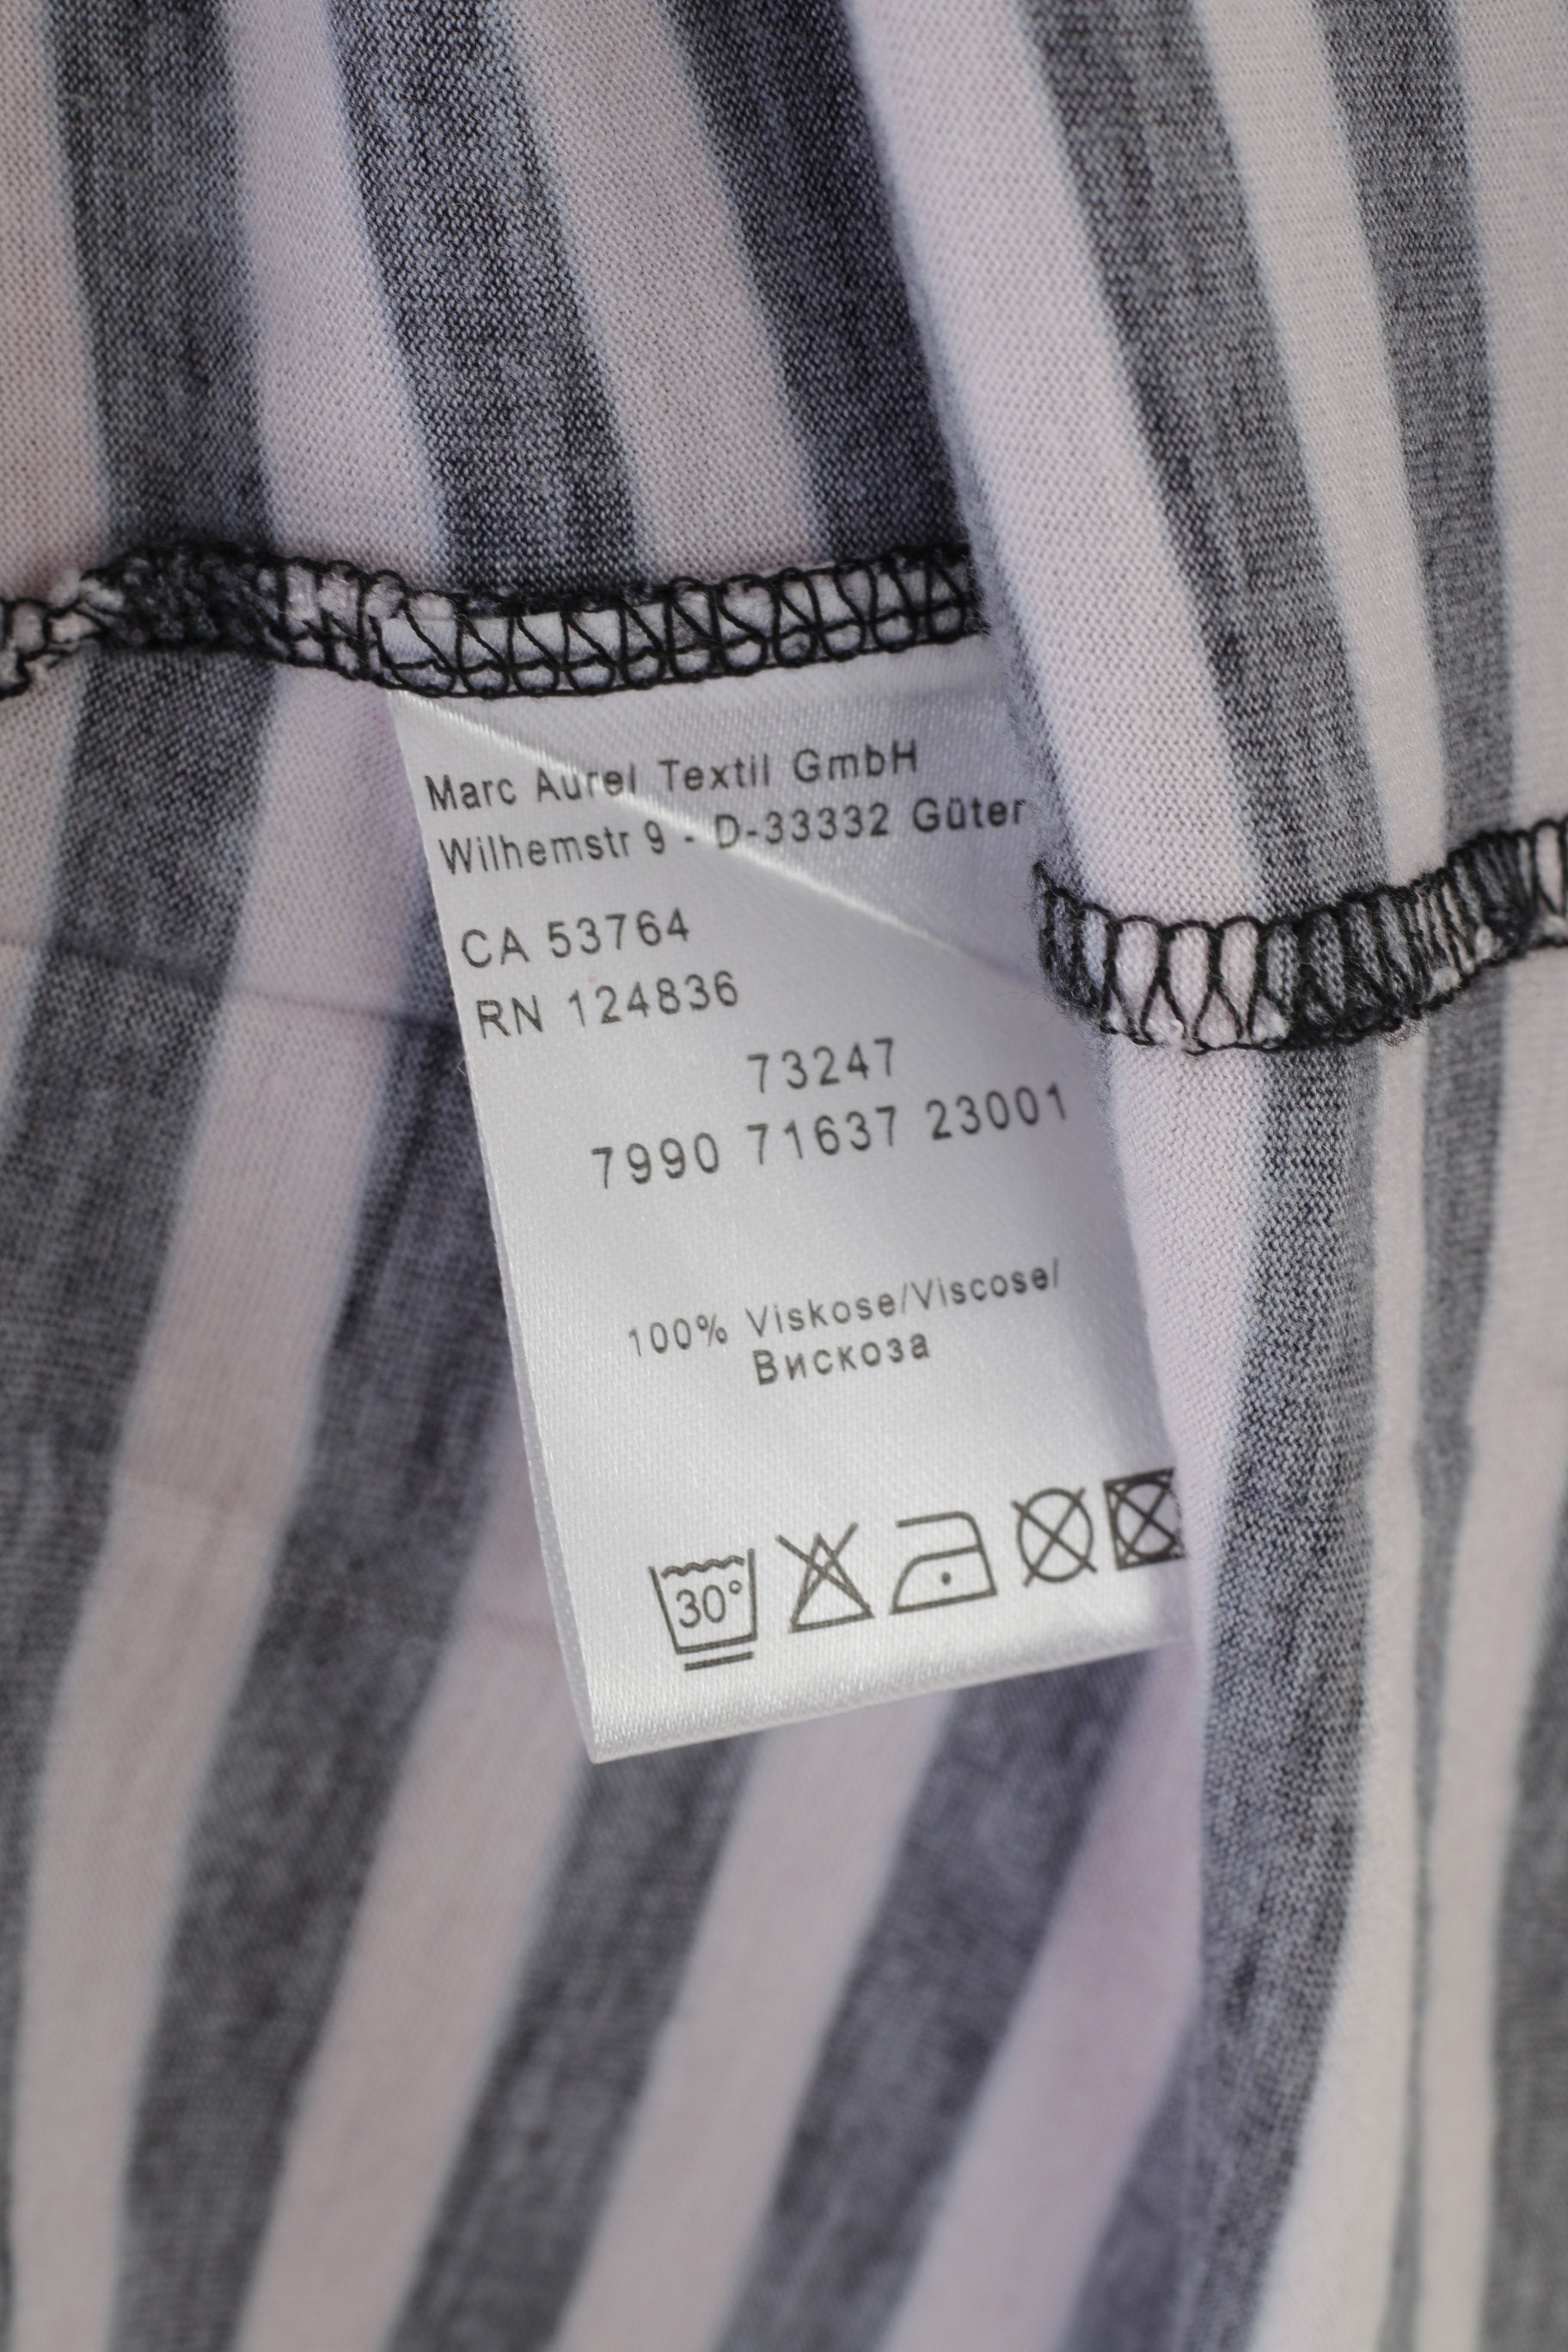 Marc Aurel Textil GmbH
Wilhemstr 9 - D-33332 Güter
CA 53764
RN 124836
73247
7990 71637 23001
100% Viskose/Viscose/
Вискоза
30°